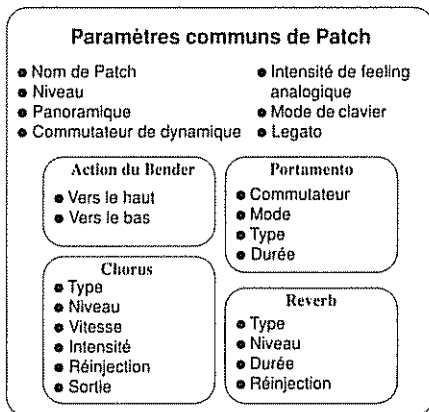 Paramètres communs de Patch
● Nom de Patch
● Niveau
● Panoramique
● Commutateur de dynamique
● Intensité de feeling
analogique
● Mode de clavier
● Legato
Action du Bender
● Vers le haut
● Vers le bas
Portamento
● Commutateur
● Mode
● Type
● Durée
Chorus
● Type
● Niveau
● Vitesse
● Intensité
● Réinjection
● Sortie
Reverb
● Type
● Niveau
● Durée
● Réinjection